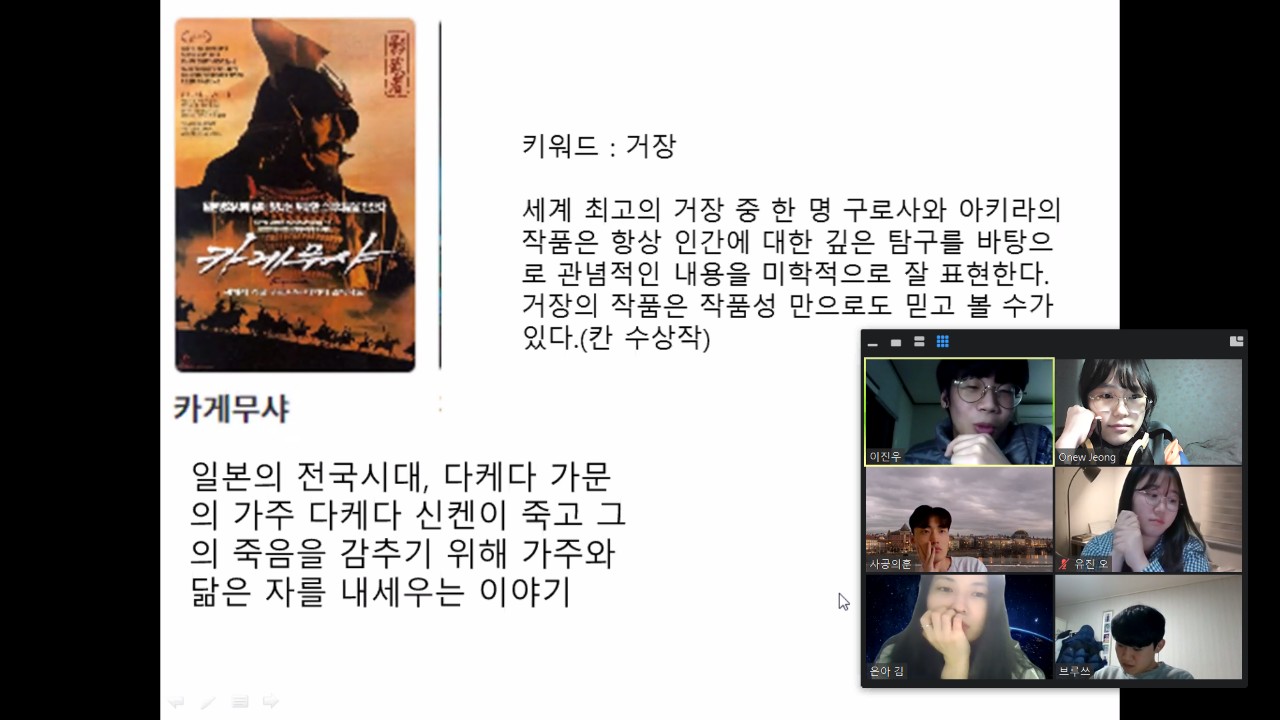 카게무샤
키워드 : 거장
세계 최고의 거장 중 한 명 구로사와 아키라의
작품은 항상 인간에 대한 깊은 탐구를 바탕으
로 관념적인 내용을 미학적으로 잘 표현한다.
거장의 작품은 작품성 만으로도 믿고 볼 수가
있다.(칸 수상작)
카게무샤
일본의 전국시대, 다케다 가문
의 가주 다케다 신켄이 죽고 그
의 죽음을 감추기 위해 가주와
닮은 자를 내세우는 이야기
이진우
Onew Jeong
사궁의훈
유진 오
은아 김
브루쓰